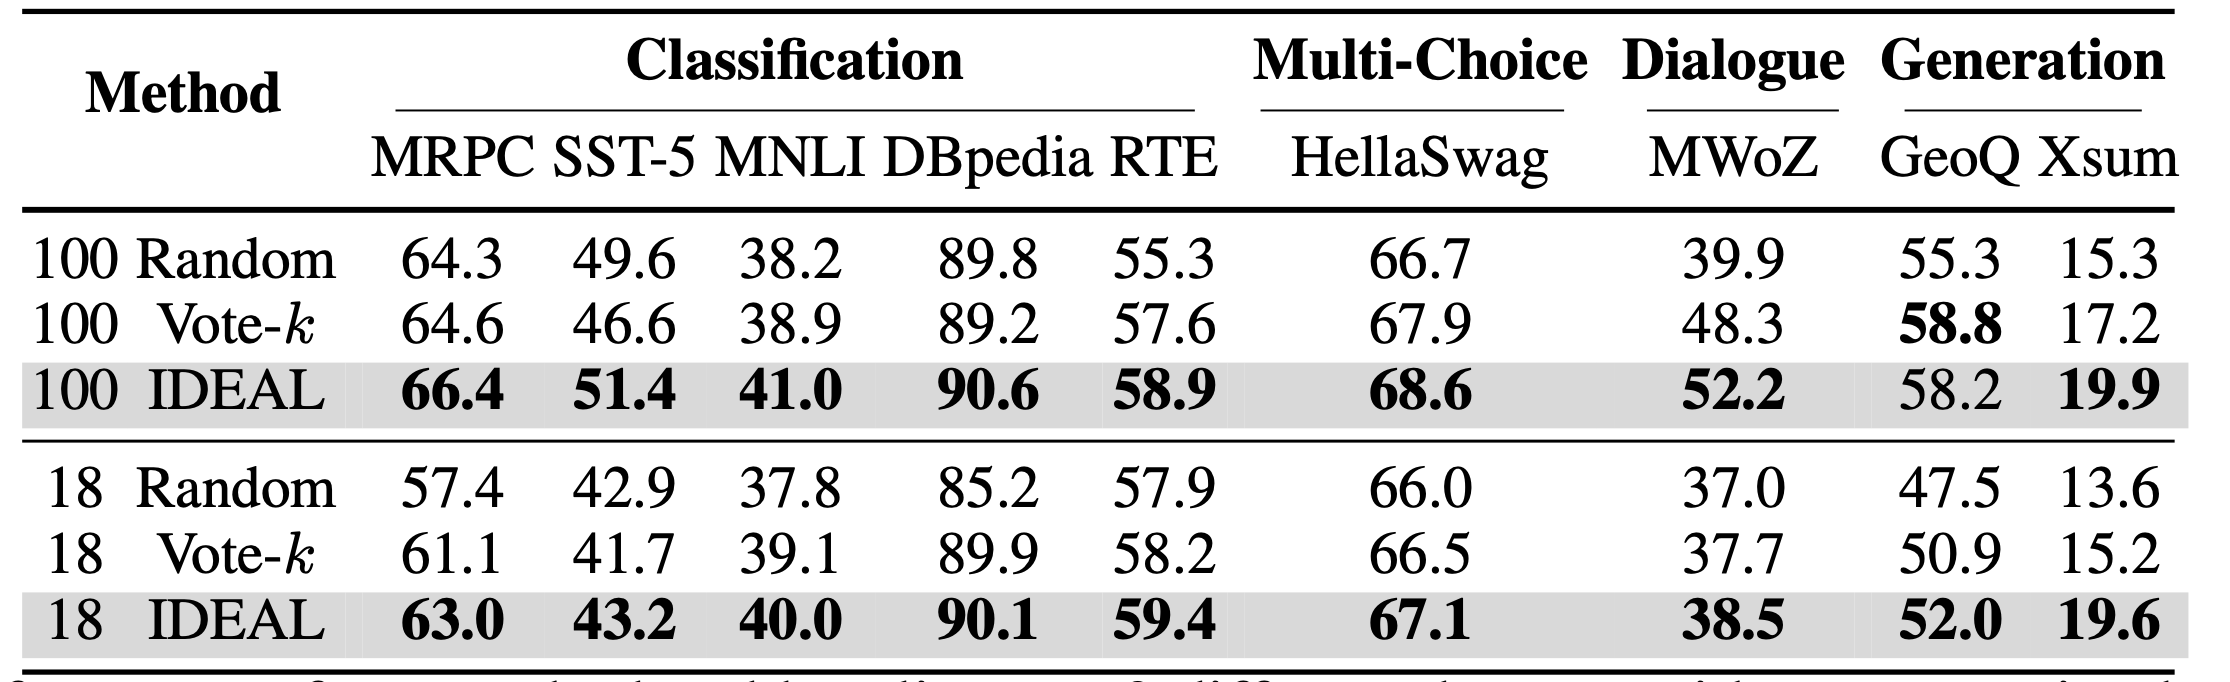 Method Classification Multi-Choice Dialogue Generation
MRPC SST-5 MNLI DBpedia RTE HellaSwag MWoZ GeoQ Xsum
100 Random 64.3 49.6 38.2 89.8 55.3 66.7 39.9 55.3 15.3
100 Vote-k 64.6 46.6 38.9 89.2 57.6 67.9 48.3 58.8 17.2
100 IDEAL 66.4 51.4 41.0 90.6 58.9 68.6 52.2 58.2 19.9
18 Random 57.4 42.9 37.8 85.2 57.9 66.0 37.0 47.5 13.6
18 Vote-k 61.1 41.7 39.1 89.9 58.2 66.5 37.7 50.9 15.2
18 IDEAL 63.0 43.2 40.0 90.1 59.4 67.1 38.5 52.0 19.6